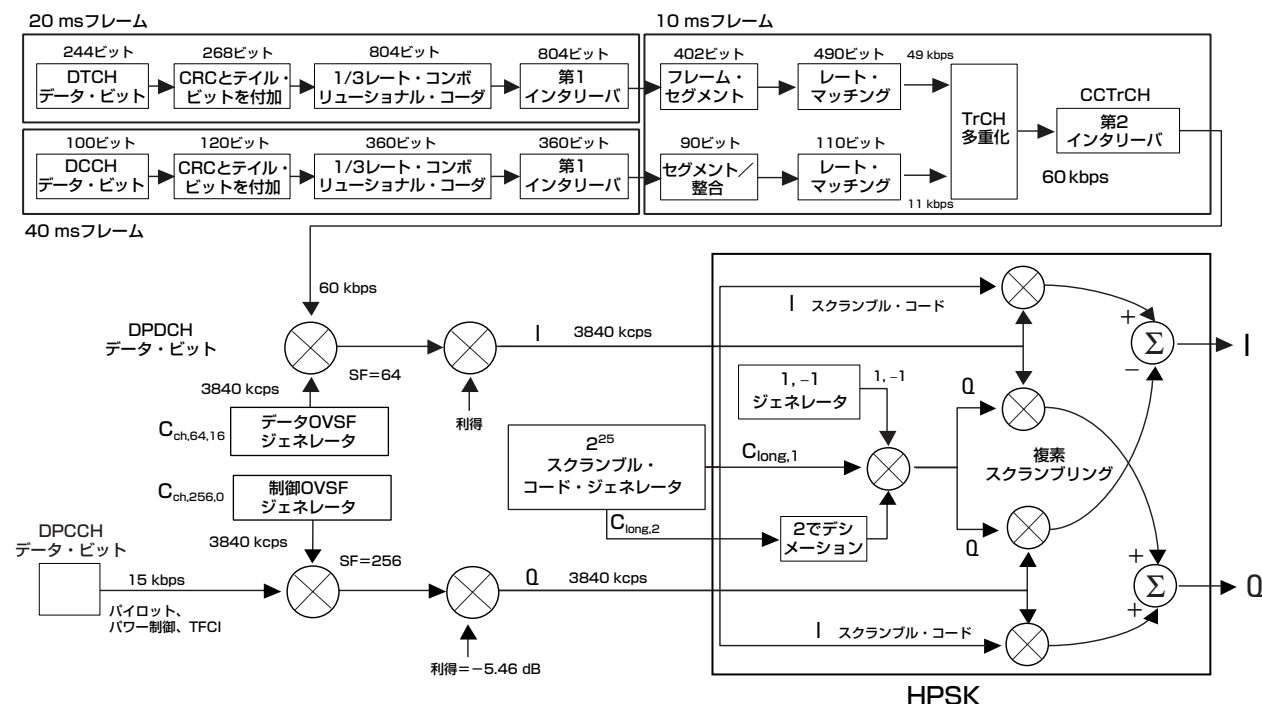 20 msフレーム
10 msフレーム
244ビット
268ビット
804ビット
804ビット
402ビット
490ビット
49 kbps
DTCH
データ・ビット
CRCとテイル・
ビットを付加
1/3レート・コンボ
リューショナル・コーダ
第1
インタリーバ
フレーム・
セグメント
レート・
マッチング
TrCH
多重化
CCTrCH
第2
インタリーバ
100ビット
120ビット
360ビット
360ビット
90ビット
110ビット
DCCH
データ・ビット
CRCとテイル・
ビットを付加
1/3レート・コンボ
リューショナル・コーダ
第1
インタリーバ
セグメント／
整合
レート・
マッチング
60 kbps
11 kbps
40 msフレーム
60 kbps
DPDCH
データ・ビット
I
3840 kcps
I スクランブル・コード
+
Σ
−
I
SF=64
3840 kcps
利得
1, −1
ジェネレータ
1, −1
Q
Cch,64,16
データOVSF
ジェネレータ
2^25
スクランブル・
コード・ジェネレータ
Clong,1
複素
スクランブリング
Cch,256,0
制御OVSF
ジェネレータ
Clong,2
2でデシ
メーション
Q
DPCCH
データ・ビット
3840 kcps
SF=256
15 kbps
Q
3840 kcps
+
Σ
+
Q
パイロット、
パワー制御、TFCI
I スクランブル・コード
利得＝−5.46 dB
HPSK